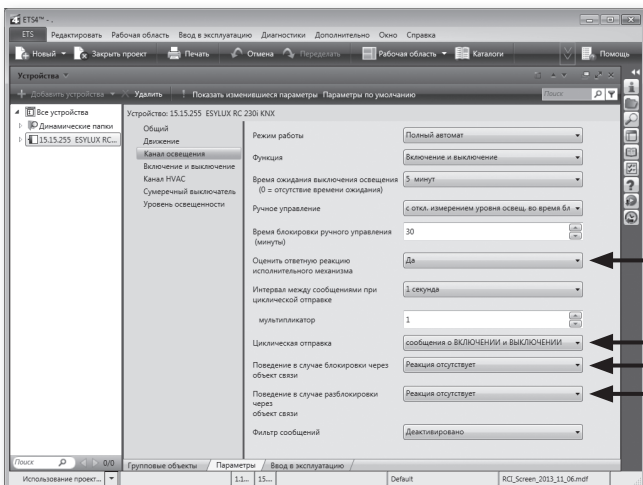 ETS4™ - .
ETS Редактировать Рабочая область Ввод в эксплуатацию Диагностики Дополнительно Окно Справка
Новый Закрыть проект Печать Отмена Переделать Рабочая область Каталоги Помощь
Устройства
Добавить устройства Удалить ! Показать изменившиеся параметры Параметры по умолчанию Поиск
Все устройства
Динамические папки
15.15.255 ESYLUX RC...
Устройство: 15.15.255 ESYLUX RC 230i KNX
Общий
Движение
Канал освещения
Включение и выключение
Канал HVAC
Сумеречный выключатель
Уровень освещенности
Режим работы Полный автомат
Функция Включение и выключение
Время ожидания выключения освещения 5 минут
(0 = отсутствие времени ожидания)
Ручное управление с откл. измерением уровня освещ. во время бл
Время блокировки ручного управления 30
(минуты)
Оценить ответную реакцию Да
исполнительного механизма
Интервал между сообщениями при 1 секунда
циклической отправке
мультипликатор 1
Циклическая отправка сообщения о ВКЛЮЧЕНИИ и ВЫКЛЮЧЕНИИ
Поведение в случае блокировки через Реакция отсутствует
объект связи
Поведение в случае разблокировки Реакция отсутствует
через
объект связи
Фильтр сообщений Деактивировано
Поиск 0/0
Групповые объекты Параметры Ввод в эксплуатацию
Использование проект... 1.1... 15... Default RCI_Screen_2013_11_06.mdf